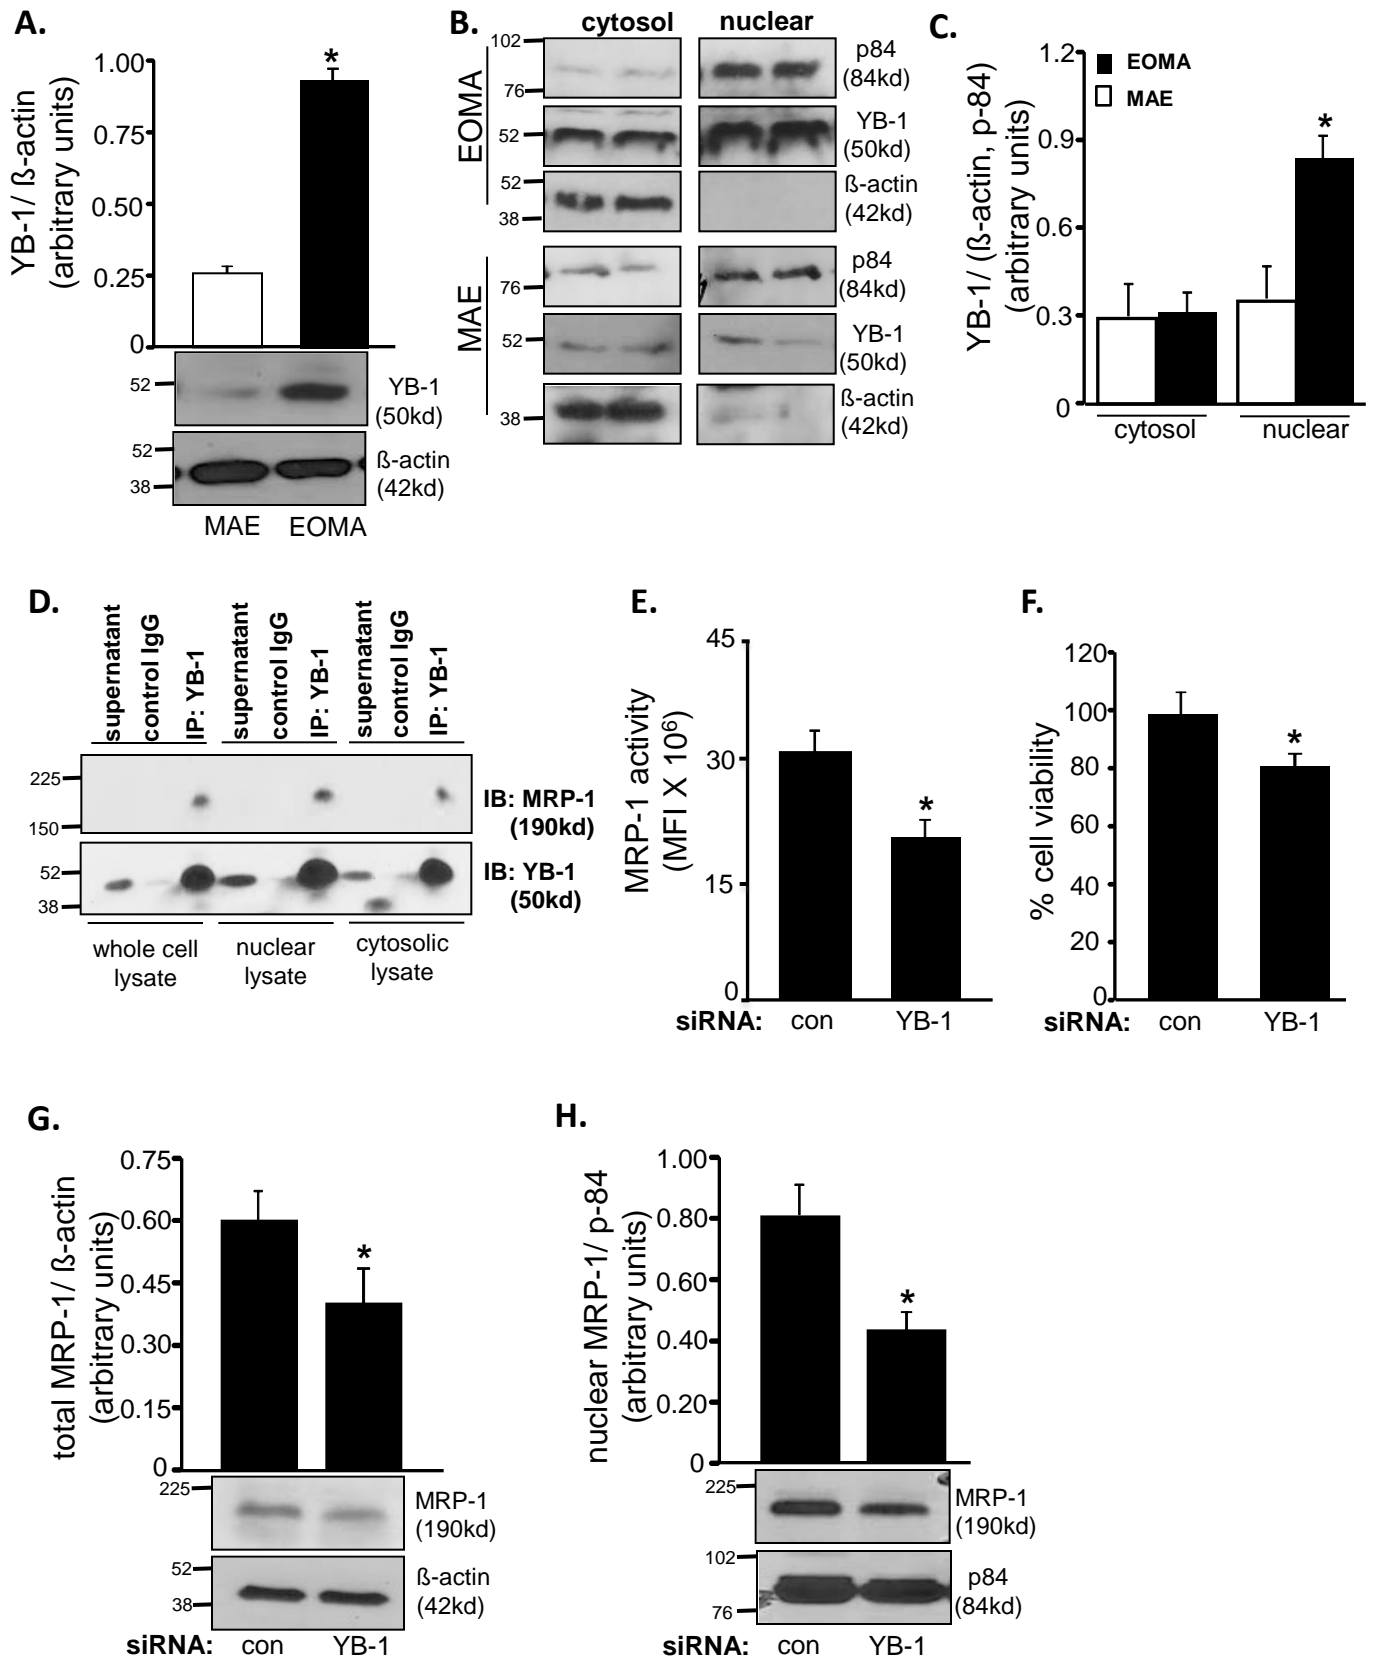 A.
YB-1/ ß-actin
(arbitrary units)
1.00
0.75
0.50
0.25
0
*
52
YB-1
(50kd)
52
38
ß-actin
(42kd)
MAE EOMA
B.
cytosol nuclear
EOMA
102
76
p84
(84kd)
52
YB-1
(50kd)
52
38
ß-actin
(42kd)
MAE
76
p84
(84kd)
52
YB-1
(50kd)
38
ß-actin
(42kd)
C.
YB-1/ (ß-actin, p-84)
(arbitrary units)
1.2
0.9
0.6
0.3
0
EOMA
MAE
*
cytosol nuclear
D.
supernatant
control IgG
IP: YB-1
supernatant
control IgG
IP: YB-1
supernatant
control IgG
IP: YB-1
225
150
IB: MRP-1
(190kd)
52
38
IB: YB-1
(50kd)
whole cell
lysate
nuclear
lysate
cytosolic
lysate
E.
MRP-1 activity
(MFI X 10⁶)
45
30
15
0
*
siRNA: con YB-1
F.
% cell viability
120
100
80
60
40
20
0
*
siRNA: con YB-1
G.
total MRP-1/ ß-actin
(arbitrary units)
0.75
0.60
0.45
0.30
0.15
0
*
225
MRP-1
(190kd)
52
38
ß-actin
(42kd)
siRNA: con YB-1
H.
nuclear MRP-1/ p-84
(arbitrary units)
1.00
0.80
0.60
0.40
0.20
0
*
225
MRP-1
(190kd)
102
76
p84
(84kd)
siRNA: con YB-1